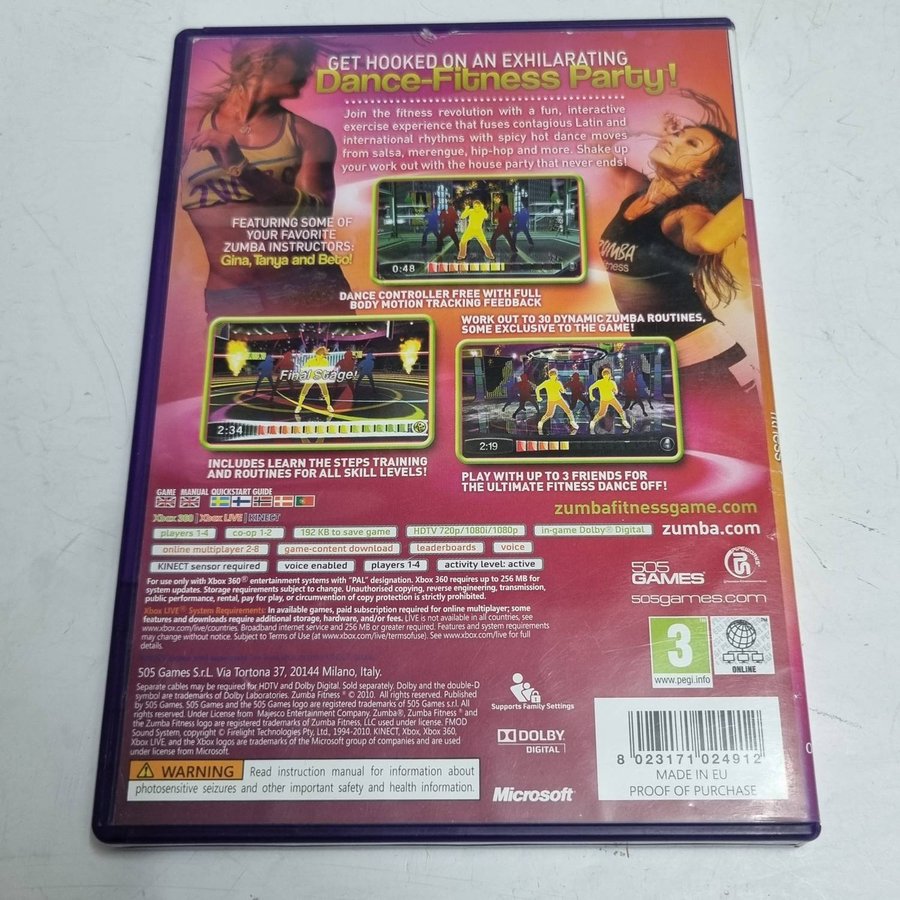 GET HOOKED ON AN EXHILARATING
Dance-Fitness Party!
Join the fitness revolution with a fun, interactive
exercise experience that fuses contagious Latin and
international rhythms with spicy hot dance moves
from salsa, merengue, hip-hop and more. Shake up
your work out with the house party that never ends!
FEATURING SOME OF
YOUR FAVORITE
ZUMBA INSTRUCTORS:
Gina, Tanya and Beto!
ZUMBA
fitness
0:48
DANCE CONTROLLER FREE WITH FULL
BODY MOTION TRACKING FEEDBACK
WORK OUT TO 30 DYNAMIC ZUMBA ROUTINES,
SOME EXCLUSIVE TO THE GAME!
Final Stage!
2:34
2:19
INCLUDES LEARN THE STEPS TRAINING
AND ROUTINES FOR ALL SKILL LEVELS!
PLAY WITH UP TO 3 FRIENDS FOR
THE ULTIMATE FITNESS DANCE OFF!
fitness
GAME MANUAL QUICKSTART GUIDE
zumbafitnessgame.com
Xbox 360 | Xbox LIVE | KINECT
players 1-4 co-op 1-2 192 KB to save game HDTV 720p/1080i/1080p in-game Dolby® Digital
zumba.com
online multiplayer 2-8 game-content download leaderboards voice
KINECT sensor required voice enabled players 1-4 activity level: active
For use only with Xbox 360® entertainment systems with "PAL" designation. Xbox 360 requires up to 256 MB for
system updates. Storage requirements subject to change. Unauthorised copying, reverse engineering, transmission,
public performance, rental, pay for play, or circumvention of copy protection is strictly prohibited.
505
GAMES
505games.com
Xbox LIVE® System Requirements: In available games, paid subscription required for online multiplayer; some
features and downloads require additional storage, hardware, and/or fees. LIVE is not available in all countries, see
www.xbox.com/live/countries. Broadband internet service and 256 MB or greater required. Features and system requirements
may change without notice. Subject to Terms of Use (at www.xbox.com/live/termsofuse). See www.xbox.com/live for full
details.
3
www.pegi.info
ONLINE
505 Games S.r.L. Via Tortona 37, 20144 Milano, Italy.
Separate cables may be required for HDTV and Dolby Digital. Sold separately. Dolby and the double-D
symbol are trademarks of Dolby Laboratories. Zumba Fitness ® © 2010. All rights reserved. Published
by 505 Games. 505 Games and the 505 Games logo are registered trademarks of 505 Games S.r.l. All
rights reserved. Under License from Majesco Entertainment Company. Zumba®, Zumba Fitness ® and
the Zumba Fitness logo are registered trademarks of Zumba Fitness, LLC used under license. FMOD
Sound System, copyright © Firelight Technologies Pty, Ltd., 1994-2010. KINECT, Xbox, Xbox 360,
Xbox LIVE, and the Xbox logos are trademarks of the Microsoft group of companies and are used
under license from Microsoft.
Supports Family Settings
DOLBY
DIGITAL
Microsoft
WARNING Read instruction manual for information about
photosensitive seizures and other important safety and health information.
8 023171 024912
MADE IN EU
PROOF OF PURCHASE